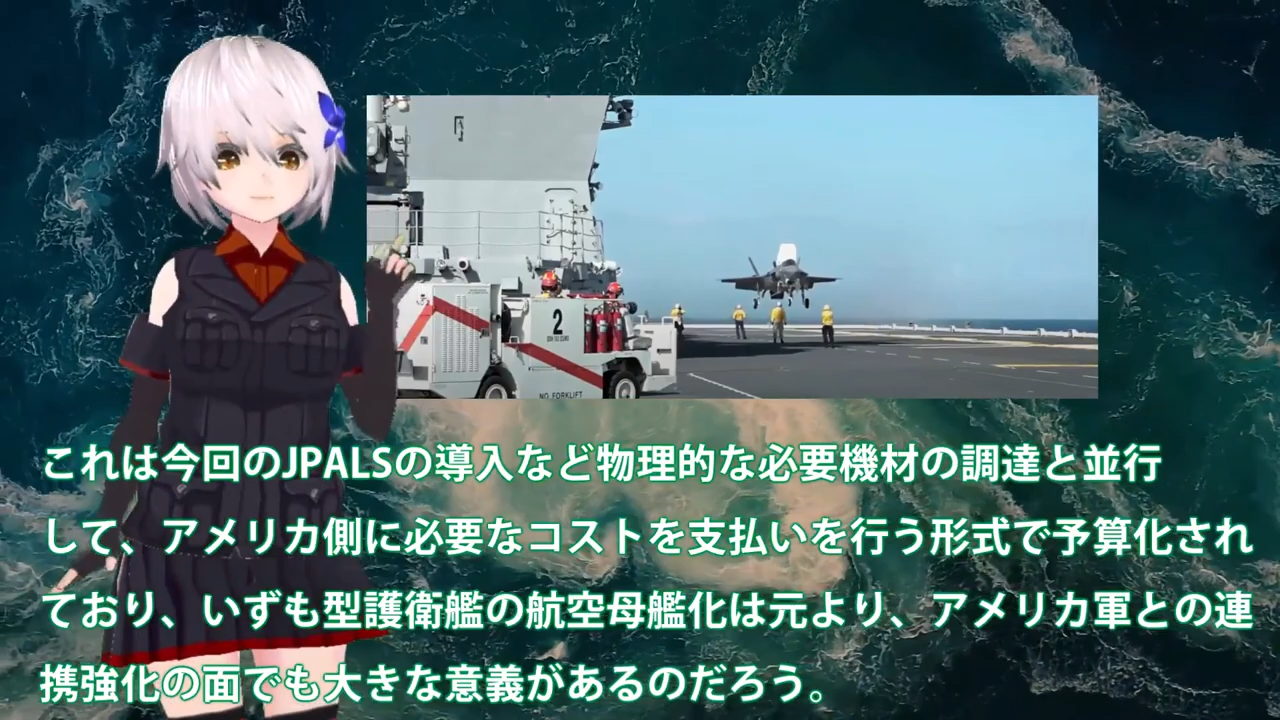 2
NO FORKLIFT
これは今回のJPALSの導入など物理的な必要機材の調達と並行
して、アメリカ側に必要なコストを支払いを行う形式で予算化され
ており、いずも型護衛艦の航空母艦化は元より、アメリカ軍との連
携強化の面でも大きな意義があるのだろう。